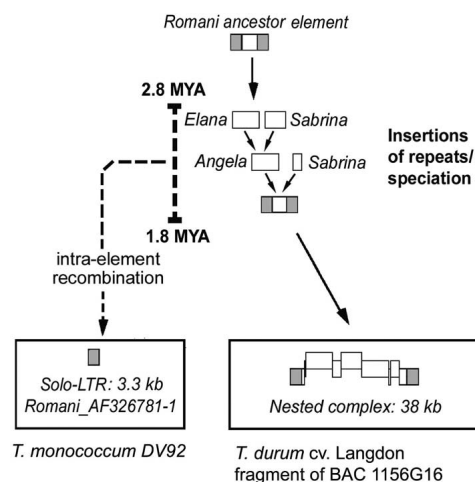 Romani ancestor element
2.8 MYA
Elana Sabrina
Angela Sabrina
Insertions
of repeats/
speciation
1.8 MYA
intra-element
recombination
Solo-LTR: 3.3 kb
Romani_AF326781-1
Nested complex: 38 kb
T. monococcum DV92
T. durum cv. Langdon
fragment of BAC 1156G16